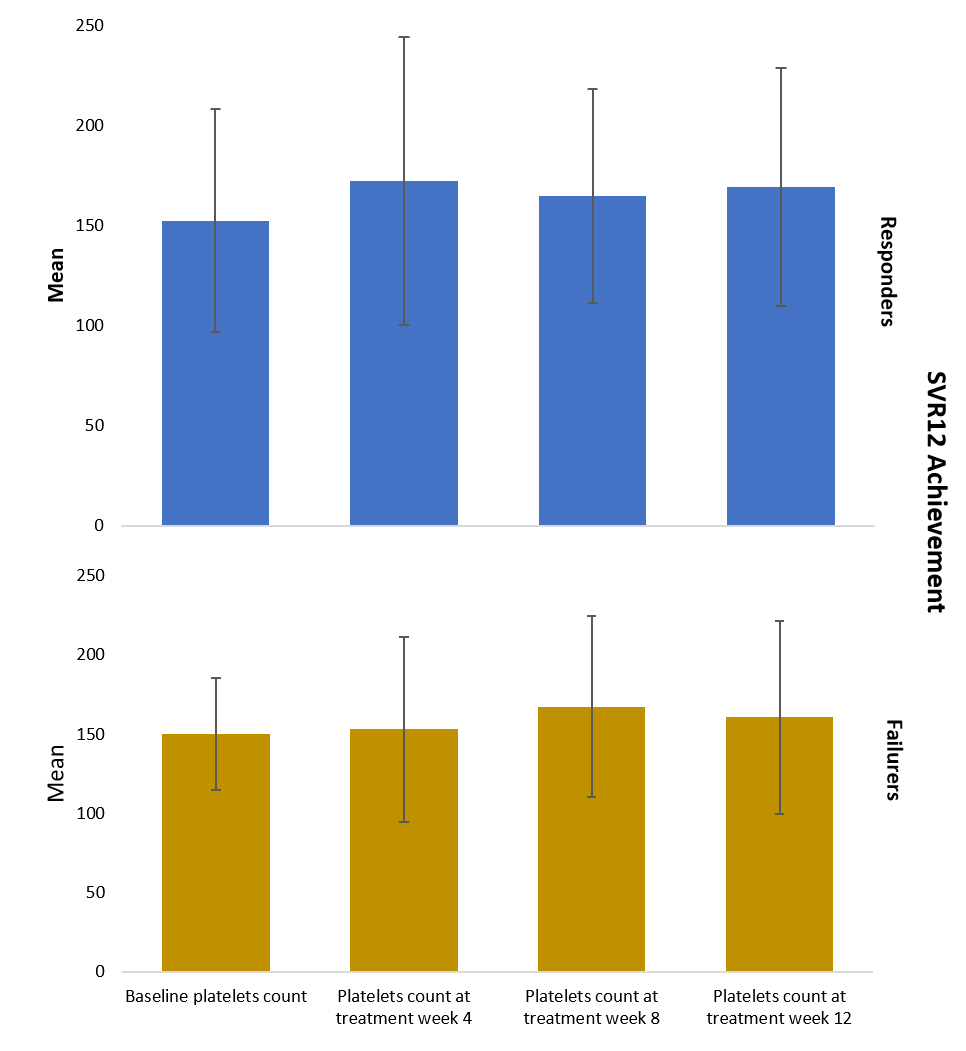 250
200
150
100
50
0
Mean
Responders
SVR12 Achievement
250
200
150
100
50
0
Mean
Failurers
Baseline platelets count
Platelets count at
treatment week 4
Platelets count at
treatment week 8
Platelets count at
treatment week 12